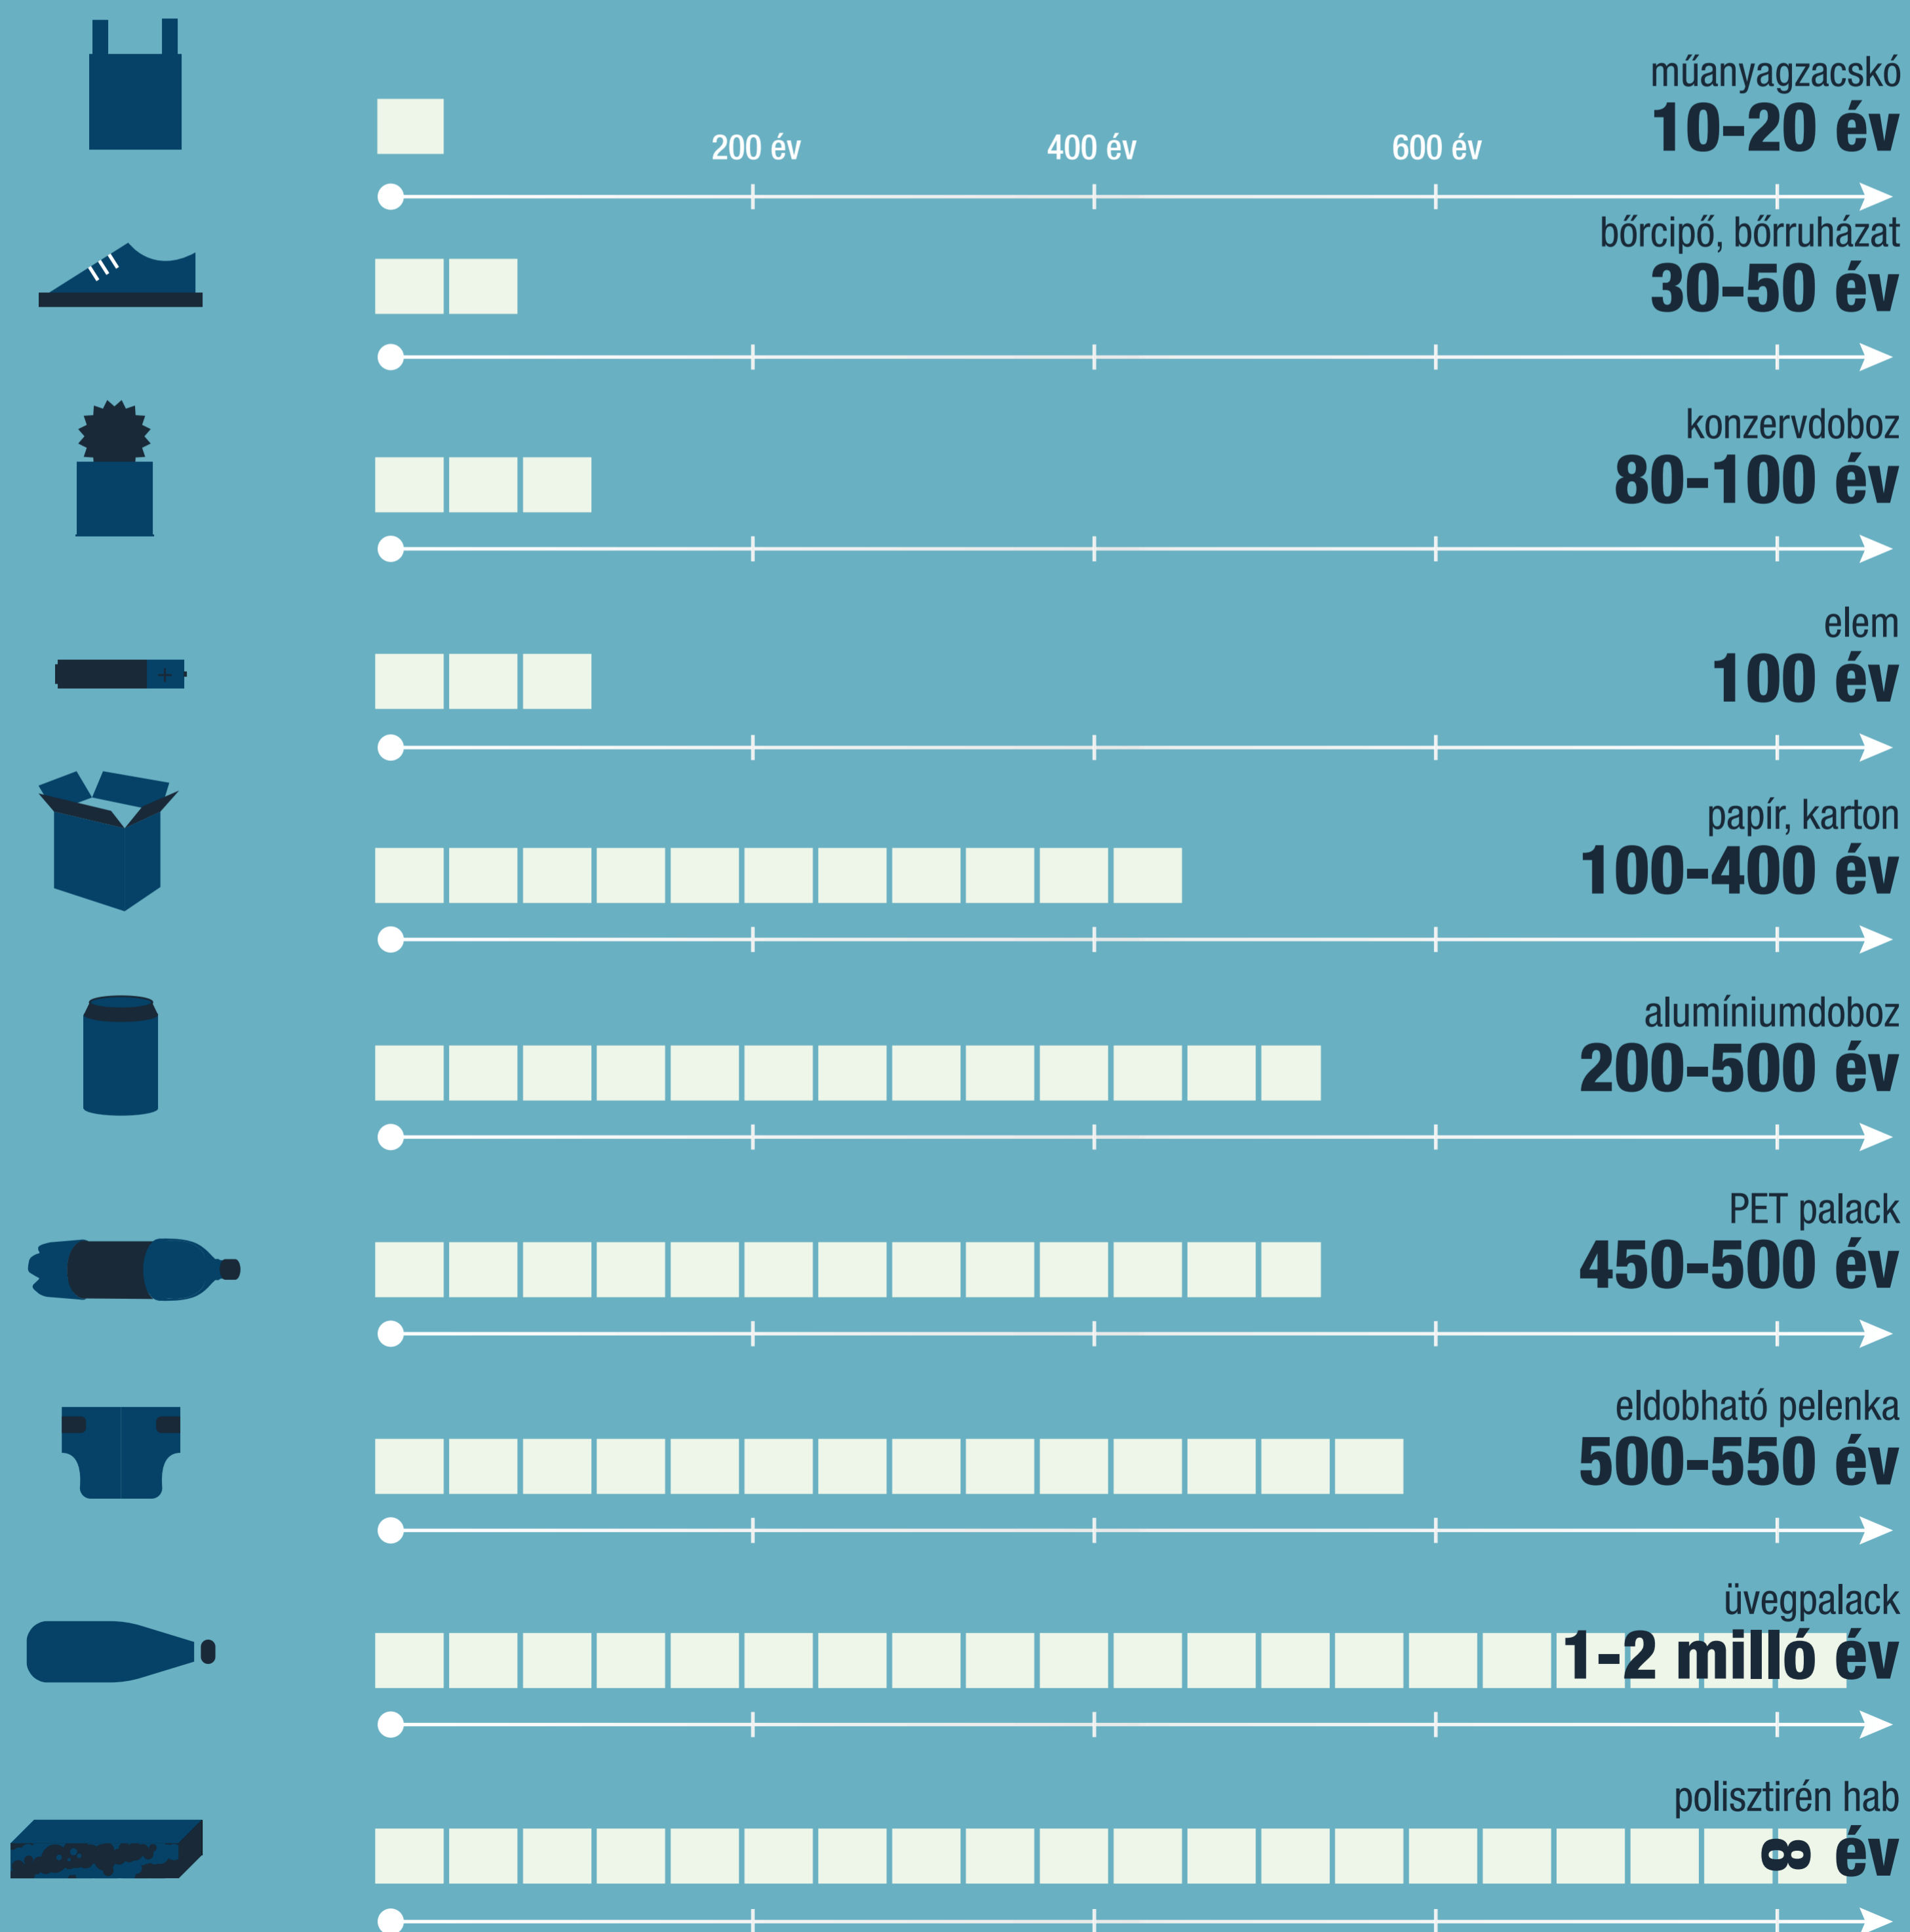 műanyagzacskó
10-20 év
200 év 400 év 600 év
bőrcipő, bőrruházat
30-50 év
konzervdoboz
80-100 év
elem
100 év
papír, karton
100-400 év
alumíniumdoboz
200-500 év
PET palack
450-500 év
eldobható pelenka
500-550 év
üvegpalack
1-2 milló év
polisztirén hab
∞ év